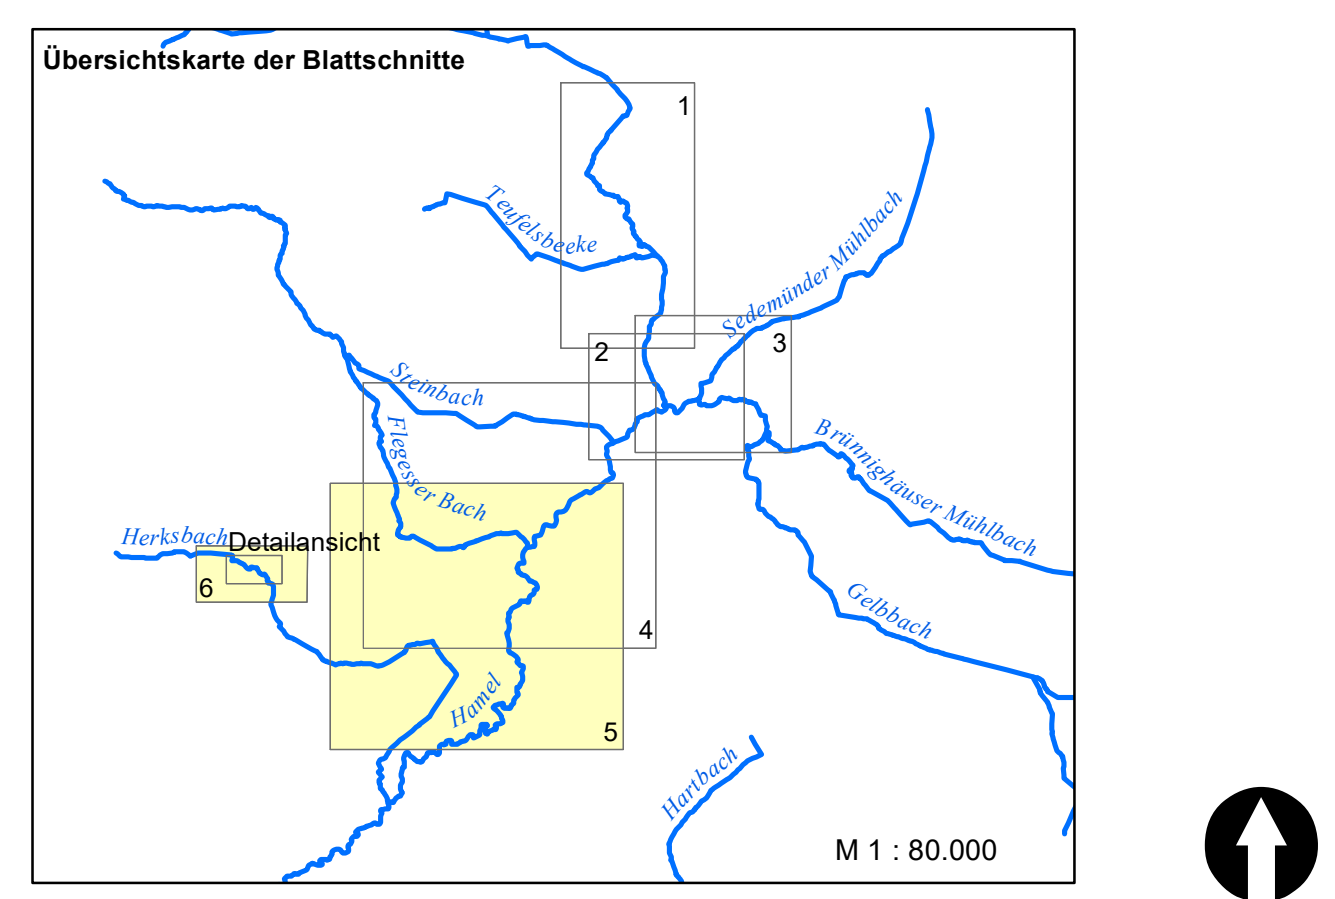 Übersichtskarte der Blattschnitte
1
Teufelsbeeke
Sedemünder Mühlbach
2
3
Steinbach
Flegesser Bach
Brünnighäuser Mühlbach
Herksbach
Detailansicht
6
Gelbbach
4
Hamel
5
Hartbach
M 1 : 80.000